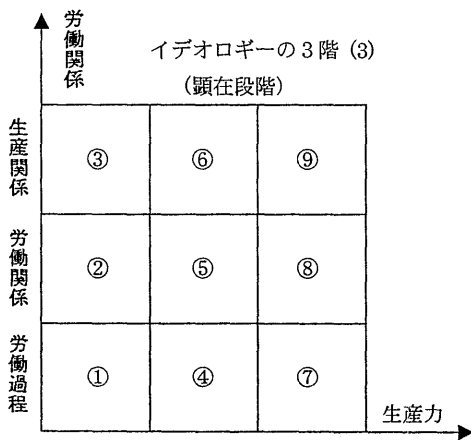 労働関係
イデオロギーの3階 (3)
(顕在段階)
生産関係
③ ⑥ ⑨
労働関係
② ⑤ ⑧
労働過程
① ④ ⑦
生産力